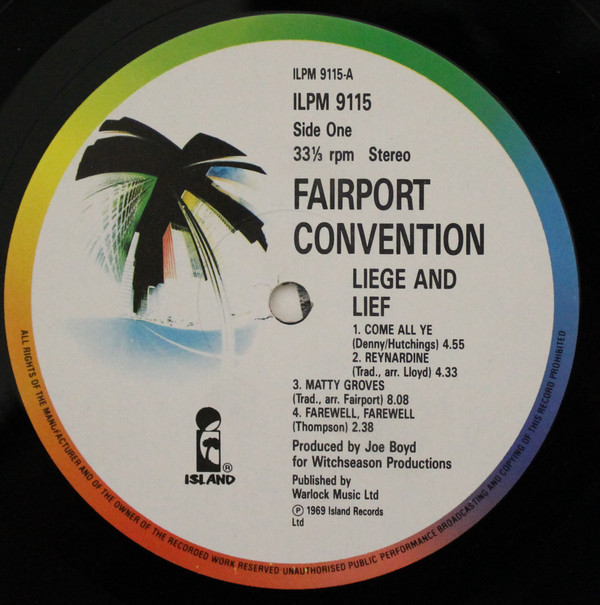 ILPM 9115-A
ILPM 9115
Side One
33⅓ rpm Stereo
FAIRPORT
CONVENTION
LIEGE AND
LIEF
1. COME ALL YE
(Denny/Hutchings) 4.55
2. REYNARDINE
(Trad., arr. Lloyd) 4.33
3. MATTY GROVES
(Trad., arr. Fairport) 8.08
4. FAREWELL, FAREWELL
(Thompson) 2.38
Produced by Joe Boyd
for Witchseason Productions
Published by
Warlock Music Ltd
Ⓟ 1969 Island Records
Ltd
ISLAND®
ALL RIGHTS OF THE MANUFACTURER AND OF THE OWNER OF THE RECORDED WORK RESERVED UNAUTHORISED PUBLIC PERFORMANCE BROADCASTING AND COPYING OF THIS RECORD PROHIBITED